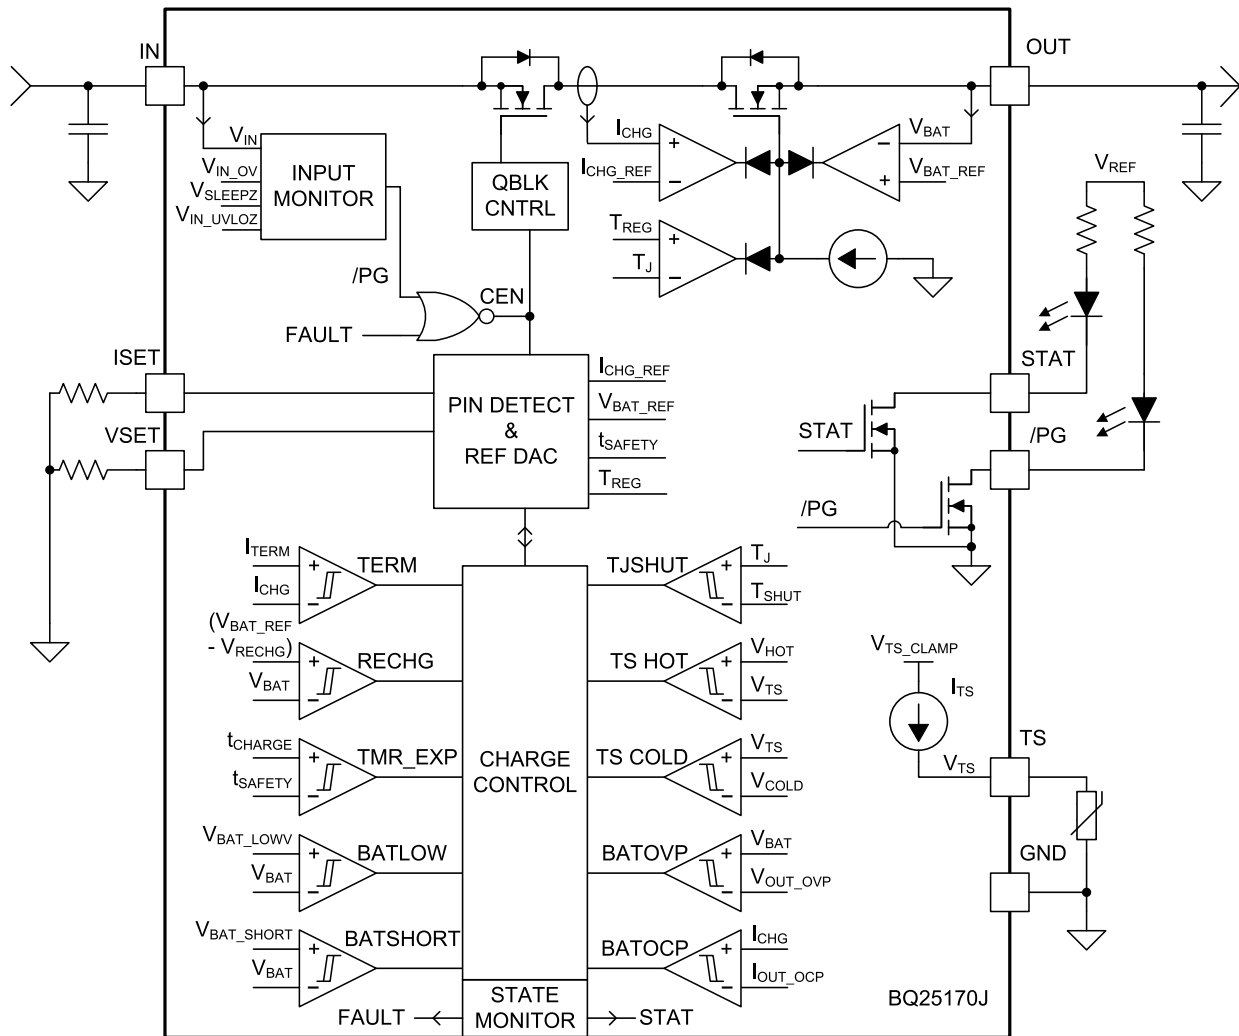 IN
OUT
V_IN
V_IN_OV
V_SLEEPZ
V_IN_UVLOZ
INPUT
MONITOR
QBLK
CNTRL
I_CHG
+
I_CHG_REF
−
V_BAT
−
V_BAT_REF
+
V_REF
T_REG
+
T_J
−
/PG
CEN
FAULT
ISET
VSET
PIN DETECT
&
REF DAC
I_CHG_REF
V_BAT_REF
t_SAFETY
T_REG
STAT
/PG
STAT
/PG
I_TERM
+
I_CHG
−
TERM
(V_BAT_REF
- V_RECHG)
+
V_BAT
−
RECHG
t_CHARGE
+
t_SAFETY
−
TMR_EXP
V_BAT_LOWV
+
V_BAT
−
BATLOW
V_BAT_SHORT
+
V_BAT
−
BATSHORT
CHARGE
CONTROL
TJSHUT
+
T_J
−
T_SHUT
TS HOT
+
V_HOT
−
V_TS
TS COLD
+
V_TS
−
V_COLD
BATOVP
+
V_BAT
−
V_OUT_OVP
BATOCP
+
I_CHG
−
I_OUT_OCP
V_TS_CLAMP
I_TS
V_TS
TS
GND
STATE
MONITOR
FAULT
STAT
BQ25170J